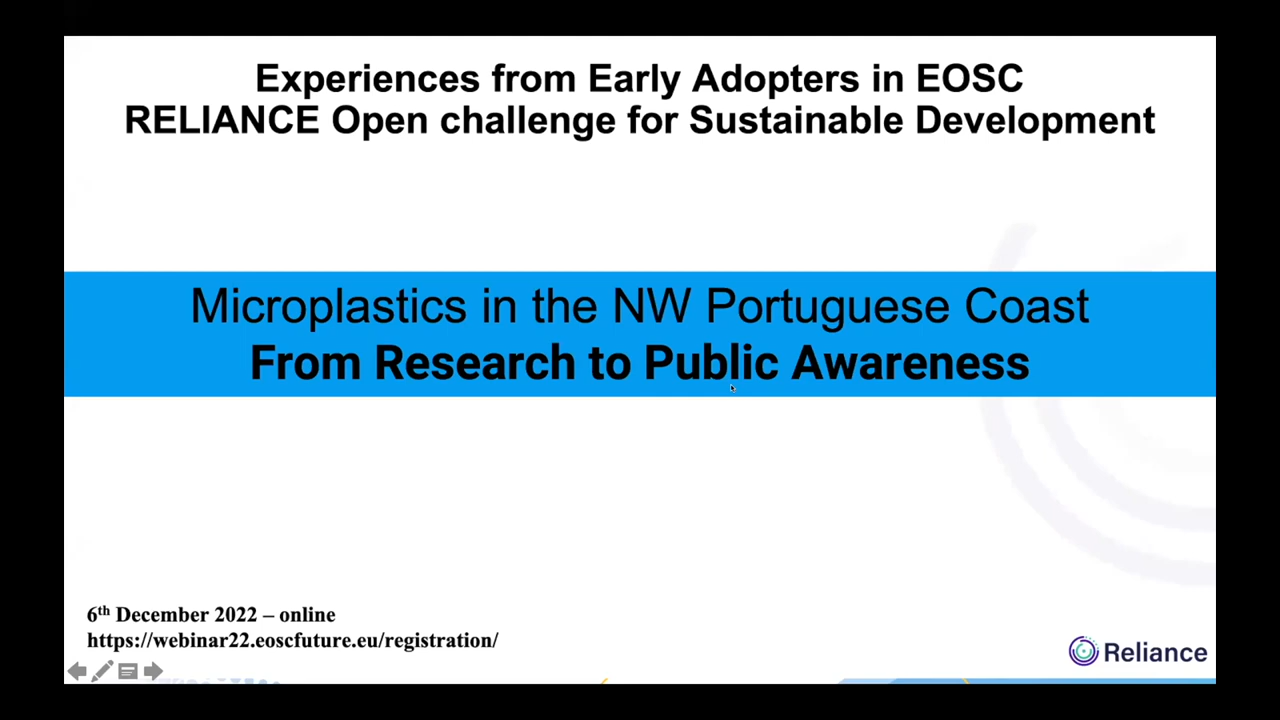 Experiences from Early Adopters in EOSC
RELIANCE Open challenge for Sustainable Development
Microplastics in the NW Portuguese Coast
From Research to Public Awareness
6th December 2022 – online
https://webinar22.eoscfuture.eu/registration/
Reliance